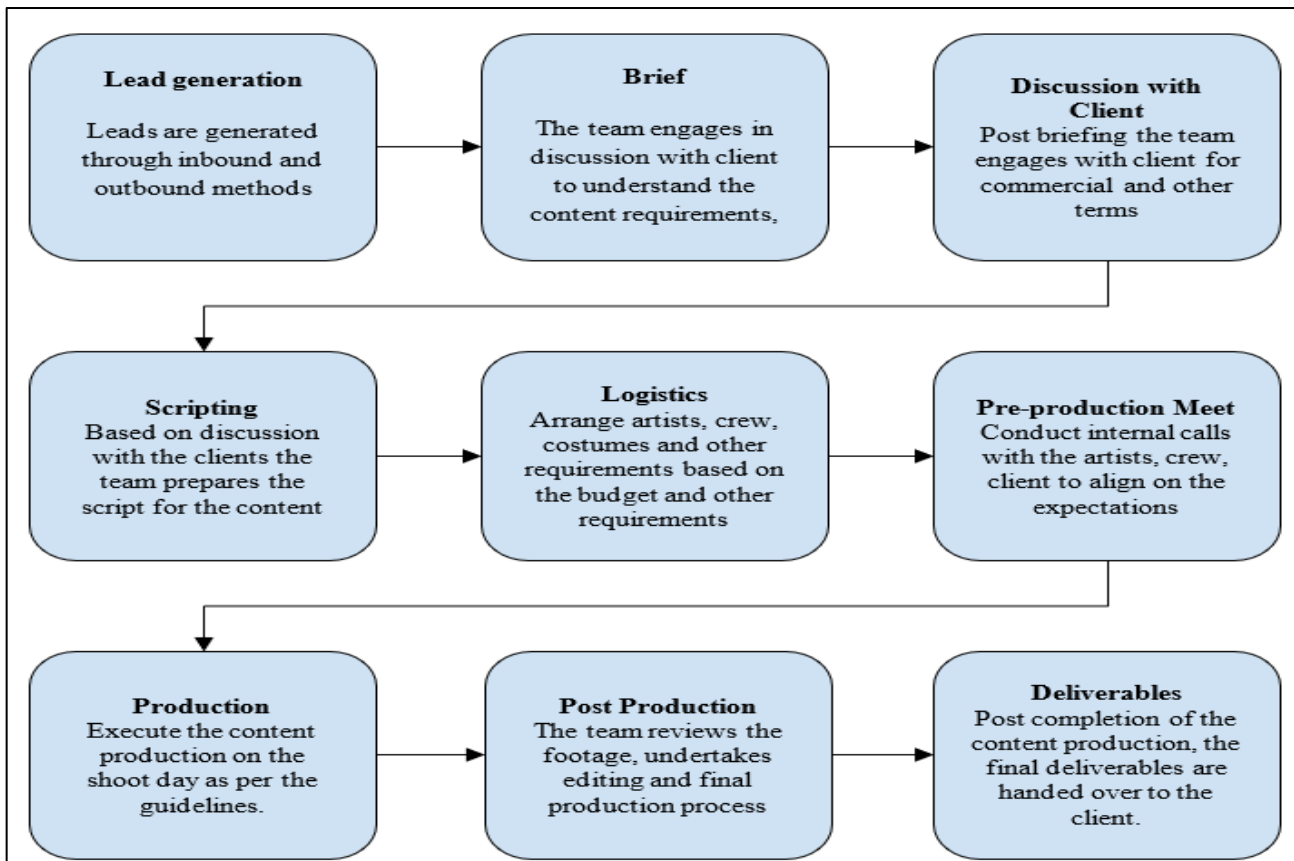 Lead generation
Leads are generated
through inbound and
outbound methods
Brief
The team engages in
discussion with client
to understand the
content requirements,
Discussion with
Client
Post briefing the team
engages with client for
commercial and other
terms
Scripting
Based on discussion
with the clients the
team prepares the
script for the content
Logistics
Arrange artists, crew,
costumes and other
requirements based on
the budget and other
requirements
Pre-production Meet
Conduct internal calls
with the artists, crew,
client to align on the
expectations
Production
Execute the content
production on the
shoot day as per the
guidelines.
Post Production
The team reviews the
footage, undertakes
editing and final
production process
Deliverables
Post completion of the
content production, the
final deliverables are
handed over to the
client.